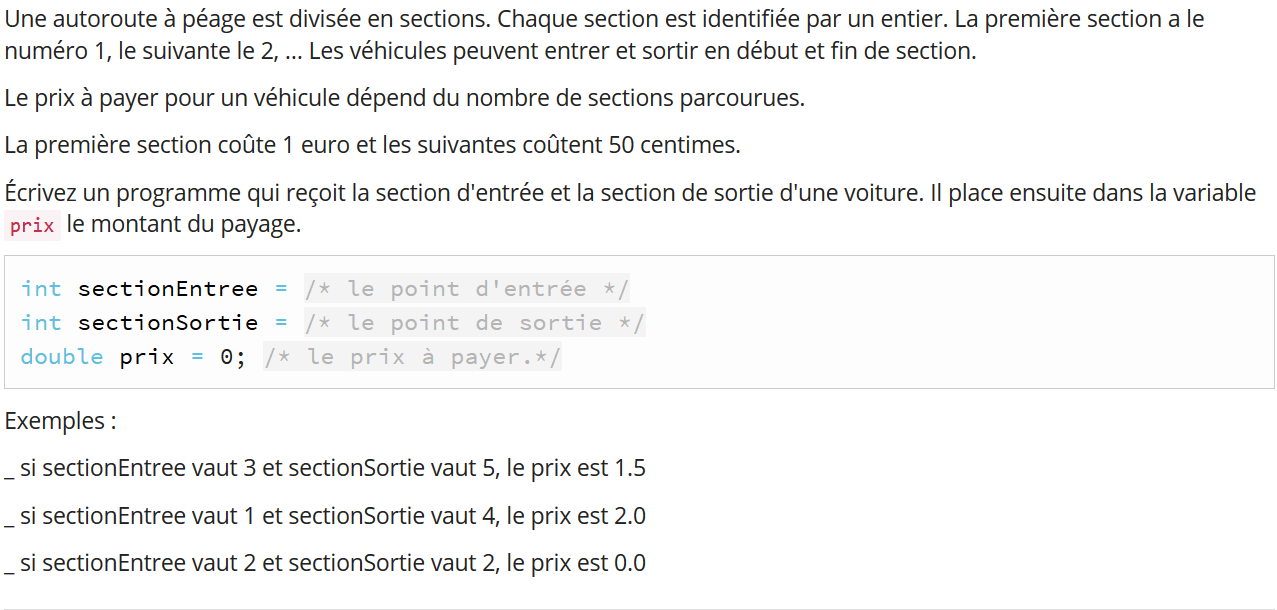 Une autoroute à péage est divisée en sections. Chaque section est identifiée par un entier. La première section a le
numéro 1, le suivante le 2, ... Les véhicules peuvent entrer et sortir en début et fin de section.
Le prix à payer pour un véhicule dépend du nombre de sections parcourues.
La première section coûte 1 euro et les suivantes coûtent 50 centimes.
Écrivez un programme qui reçoit la section d'entrée et la section de sortie d'une voiture. Il place ensuite dans la variable
prix le montant du payage.
int sectionEntree = /* le point d'entrée */
int sectionSortie = /* le point de sortie */
double prix = 0; /* le prix à payer.*/
Exemples :
_ si sectionEntree vaut 3 et sectionSortie vaut 5, le prix est 1.5
_ si sectionEntree vaut 1 et sectionSortie vaut 4, le prix est 2.0
_ si sectionEntree vaut 2 et sectionSortie vaut 2, le prix est 0.0